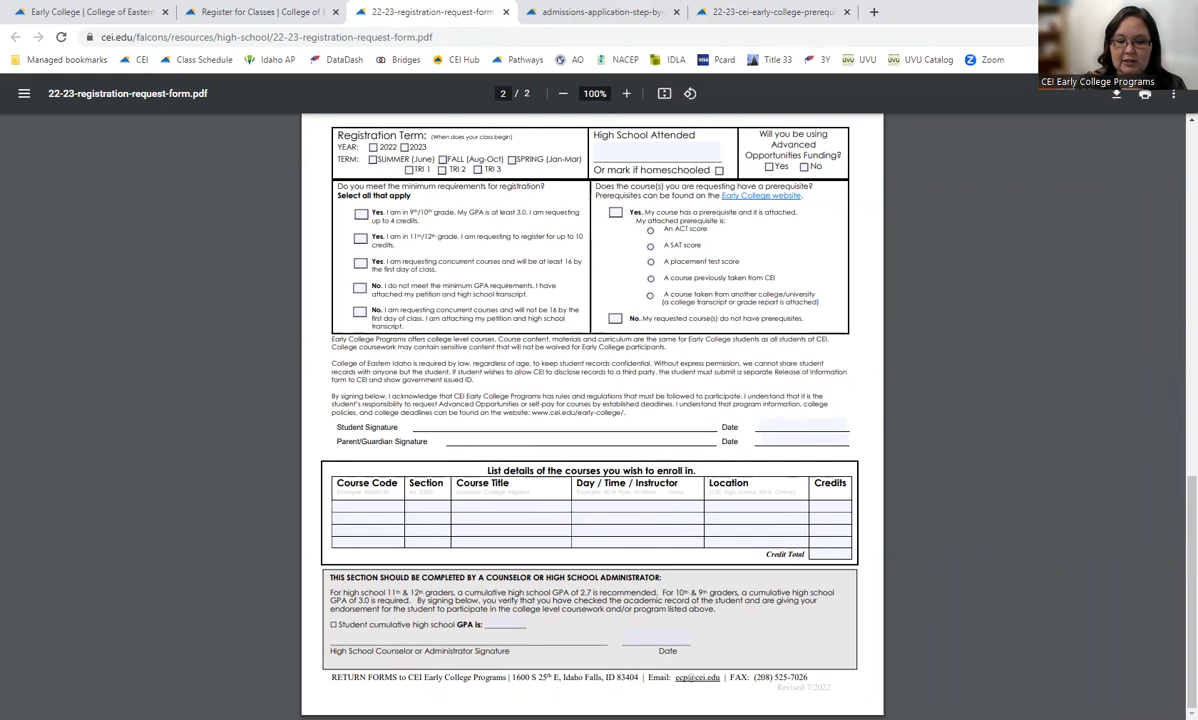 Early College | College of Eastern
Register for Classes | College of E
22-23-registration-request-form
admissions-application-step-by-
22-23-cei-early-college-prerequ
cei.edu/falcons/resources/high-school/22-23-registration-request-form.pdf
Managed bookmarks CEI Class Schedule Idaho AP DataDash Bridges CEI Hub Pathways AO NACEP IDLA Pcard Title 33 3Y UVU UVU Catalog Zoom
CEI Early College Programs
22-23-registration-request-form.pdf
2 / 2
100%
Registration Term: (When does your class begin)
YEAR: 2022 2023
TERM: SUMMER (June) FALL (Aug-Oct) SPRING (Jan-Mar)
TRI 1 TRI 2 TRI 3
High School Attended
Or mark if homeschooled
Will you be using
Advanced
Opportunities Funding?
Yes No
Do you meet the minimum requirements for registration?
Select all that apply
Yes. I am in 9th/10th grade. My GPA is at least 3.0. I am requesting
up to 4 credits.
Yes. I am in 11th/12th grade. I am requesting to register for up to 10
credits.
Yes. I am requesting concurrent courses and will be at least 16 by
the first day of class.
No. I do not meet the minimum GPA requirements. I have
attached my petition and high school transcript.
No. I am requesting concurrent courses and will not be 16 by the
first day of class. I am attaching my petition and high school
transcript.
Does the course(s) you are requesting have a prerequisite?
Prerequisites can be found on the Early College website.
Yes. My course has a prerequisite and it is attached.
My attached prerequisite is:
An ACT score
A SAT score
A placement test score
A course previously taken from CEI
A course taken from another college/university
(a college transcript or grade report is attached)
No. My requested course(s) do not have prerequisites.
Early College Programs offers college level courses. Course content, materials and curriculum are the same for Early College students as all students at CEI.
College coursework may contain sensitive content that will not be waived for Early College participants.
College of Eastern Idaho is required by law, regardless of age, to keep student records confidential. Without express permission, we cannot share student
records with anyone but the student. If student wishes to allow CEI to disclose records to a third party, the student must submit a separate Release of Information
form to CEI and show government issued ID.
By signing below, I acknowledge that CEI Early College Programs has rules and regulations that must be followed to participate. I understand that it is the
student's responsibility to request Advanced Opportunities or self-pay for courses by established deadlines. I understand that program information, college
policies, and college deadlines can be found on the website: www.cei.edu/early-college/.
Student Signature Date
Parent/Guardian Signature Date
List details of the courses you wish to enroll in.
Course Code Section Course Title Day / Time / Instructor Location Credits
Credit Total
THIS SECTION SHOULD BE COMPLETED BY A COUNSELOR OR HIGH SCHOOL ADMINISTRATOR:
For high school 11th & 12th graders, a cumulative high school GPA of 2.7 is recommended. For 10th & 9th graders, a cumulative high school
GPA of 3.0 is required. By signing below, you verify that you have checked the academic record of the student and are giving your
endorsement for the student to participate in the college level coursework and/or program listed above.
Student cumulative high school GPA is:
High School Counselor or Administrator Signature Date
RETURN FORMS to CEI Early College Programs | 1600 S 25th E, Idaho Falls, ID 83404 | Email: ecp@cei.edu | FAX: (208) 525-7026
Revised 7/2022